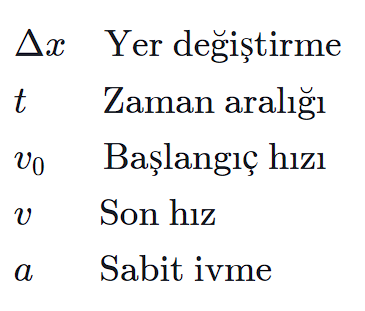 Δx Yer değiştirme
t Zaman aralığı
v₀ Başlangıç hızı
v Son hız
a Sabit ivme